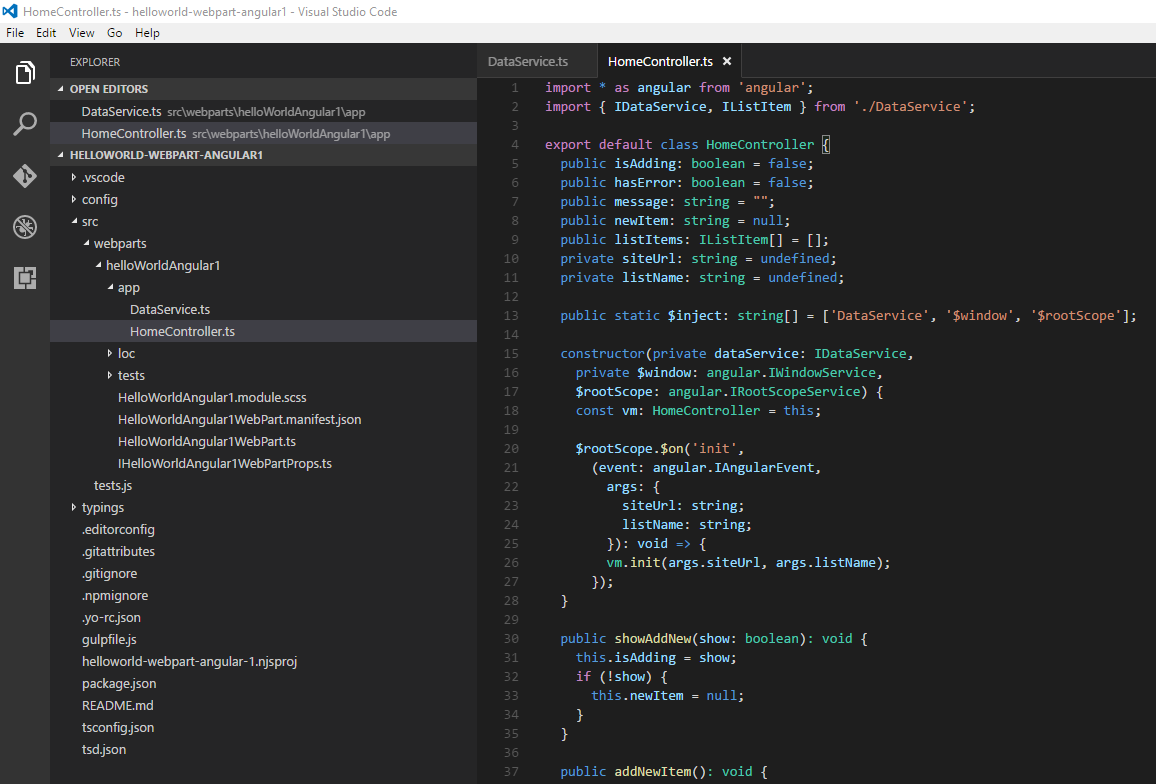 HomeController.ts - helloworld-webpart-angular1 - Visual Studio Code
File Edit View Go Help
EXPLORER
OPEN EDITORS
DataService.ts src\webparts\helloWorldAngular1\app
HomeController.ts src\webparts\helloWorldAngular1\app
HELLOWORLD-WEBPART-ANGULAR1
.vscode
config
src
webparts
helloWorldAngular1
app
DataService.ts
HomeController.ts
loc
tests
HelloWorldAngular1.module.scss
HelloWorldAngular1WebPart.manifest.json
HelloWorldAngular1WebPart.ts
IHelloWorldAngular1WebPartProps.ts
tests.js
typings
.editorconfig
.gitattributes
.gitignore
.npmignore
.yo-rc.json
gulpfile.js
helloworld-webpart-angular-1.njsproj
package.json
README.md
tsconfig.json
tsd.json
DataService.ts HomeController.ts ×
1 import * as angular from 'angular';
2 import { IDataService, IListItem } from './DataService';
3
4 export default class HomeController {
5   public isAdding: boolean = false;
6   public hasError: boolean = false;
7   public message: string = "";
8   public newItem: string = null;
9   public listItems: IListItem[] = [];
10   private siteUrl: string = undefined;
11   private listName: string = undefined;
12
13   public static $inject: string[] = ['DataService', '$window', '$rootScope'];
14
15   constructor(private dataService: IDataService,
16     private $window: angular.IWindowService,
17     $rootScope: angular.IRootScopeService) {
18     const vm: HomeController = this;
19
20     $rootScope.$on('init',
21       (event: angular.IAngularEvent,
22         args: {
23           siteUrl: string;
24           listName: string;
25         }): void => {
26         vm.init(args.siteUrl, args.listName);
27       });
28   }
29
30   public showAddNew(show: boolean): void {
31     this.isAdding = show;
32     if (!show) {
33       this.newItem = null;
34     }
35   }
36
37   public addNewItem(): void {